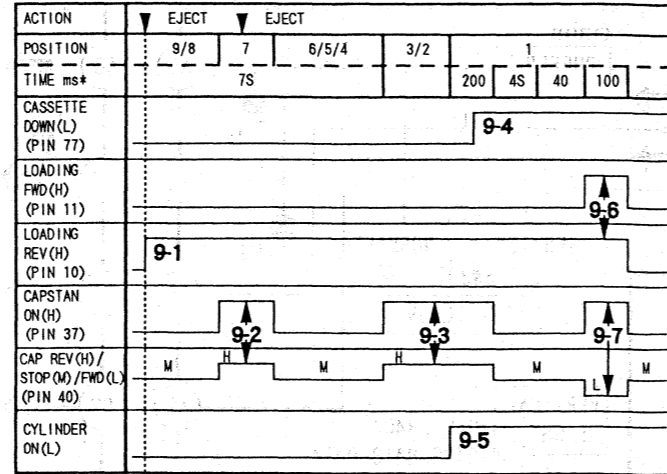 ACTION EJECT EJECT
POSITION 9/8 7 6/5/4 3/2 1
TIME ms* 7S 200 4S 40 100
CASSETTE
DOWN(L) 9-4
(PIN 77)
LOADING
FWD(H) 9-6
(PIN 11)
LOADING
REV(H) 9-1
(PIN 10)
CAPSTAN
ON(H)
(PIN 37) 9-2 9-3 9-7
CAP REV(H)/ M H M H M M
STOP(M)/FWD(L) L
(PIN 40)
CYLINDER 9-5
ON(L)